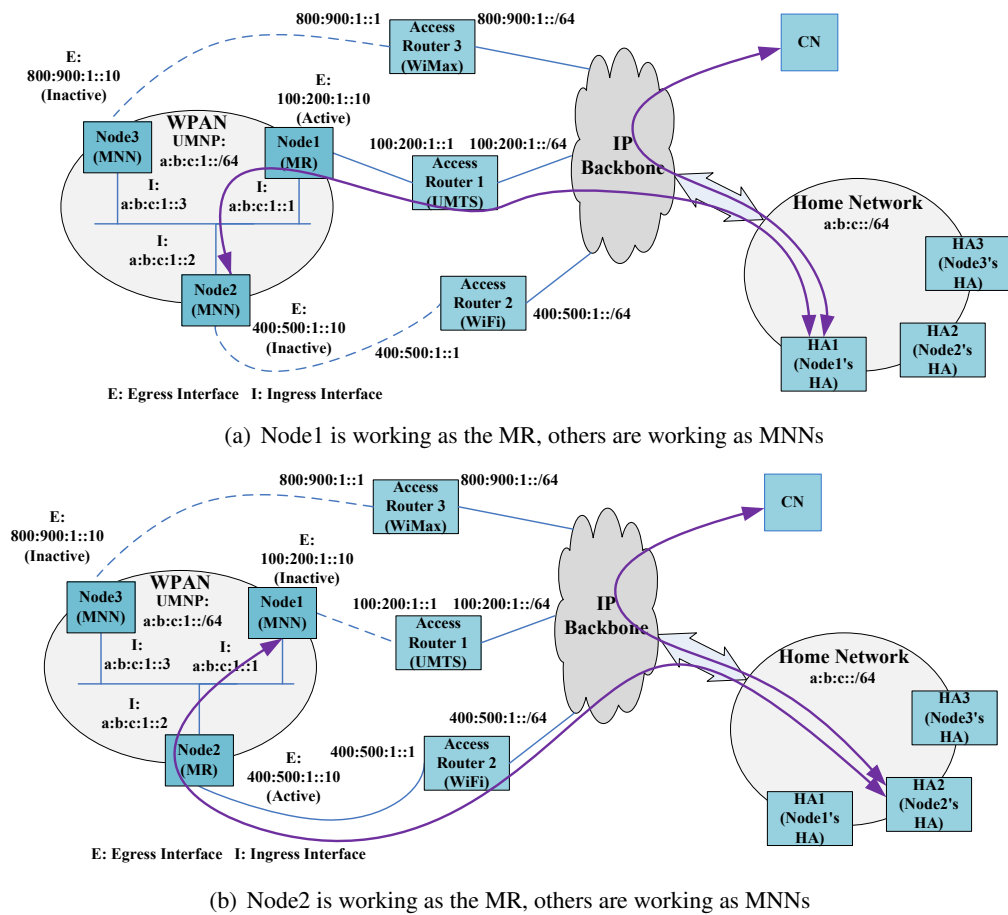 800:900:1::1
Access
Router 3
(WiMax)
800:900:1::/64
CN
E:
800:900:1::10
(Inactive)
E:
100:200:1::10
(Active)
WPAN
UMNP:
a:b:c:1::/64
Node3
(MNN)
Node1
(MR)
I:
a:b:c:1::3
I:
a:b:c:1::1
100:200:1::1
100:200:1::/64
Access
Router 1
(UMTS)
IP
Backbone
I:
a:b:c:1::2
Node2
(MNN)
E:
400:500:1::10
(Inactive)
Access
Router 2
(WiFi)
400:500:1::/64
400:500:1::1
Home Network
a:b:c::/64
HA3
(Node3's
HA)
HA2
(Node2's
HA)
HA1
(Node1's
HA)
E: Egress Interface I: Ingress Interface
(a) Node1 is working as the MR, others are working as MNNs
800:900:1::1
Access
Router 3
(WiMax)
800:900:1::/64
CN
E:
800:900:1::10
(Inactive)
E:
100:200:1::10
(Inactive)
WPAN
UMNP:
a:b:c:1::/64
Node3
(MNN)
Node1
(MNN)
I:
a:b:c:1::3
I:
a:b:c:1::1
100:200:1::1
100:200:1::/64
Access
Router 1
(UMTS)
IP
Backbone
I:
a:b:c:1::2
Node2
(MR)
E:
400:500:1::10
(Active)
400:500:1::1
400:500:1::/64
Access
Router 2
(WiFi)
Home Network
a:b:c::/64
HA3
(Node3's
HA)
HA2
(Node2's
HA)
HA1
(Node1's
HA)
E: Egress Interface I: Ingress Interface
(b) Node2 is working as the MR, others are working as MNNs